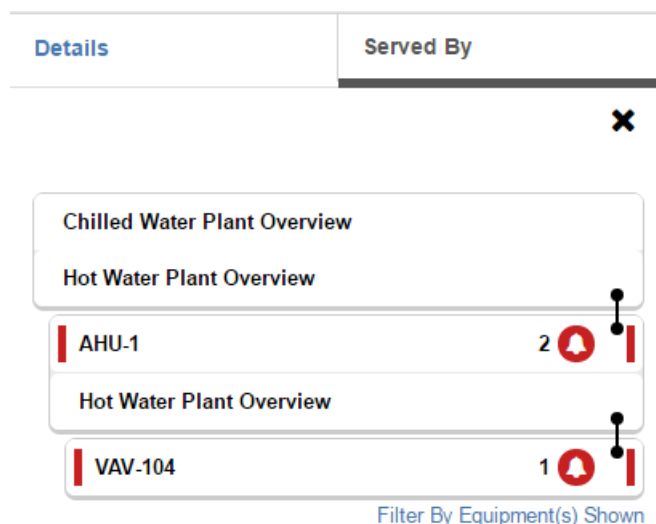 Details
Served By
Chilled Water Plant Overview
Hot Water Plant Overview
AHU-1 2
Hot Water Plant Overview
VAV-104 1
Filter By Equipment(s) Shown